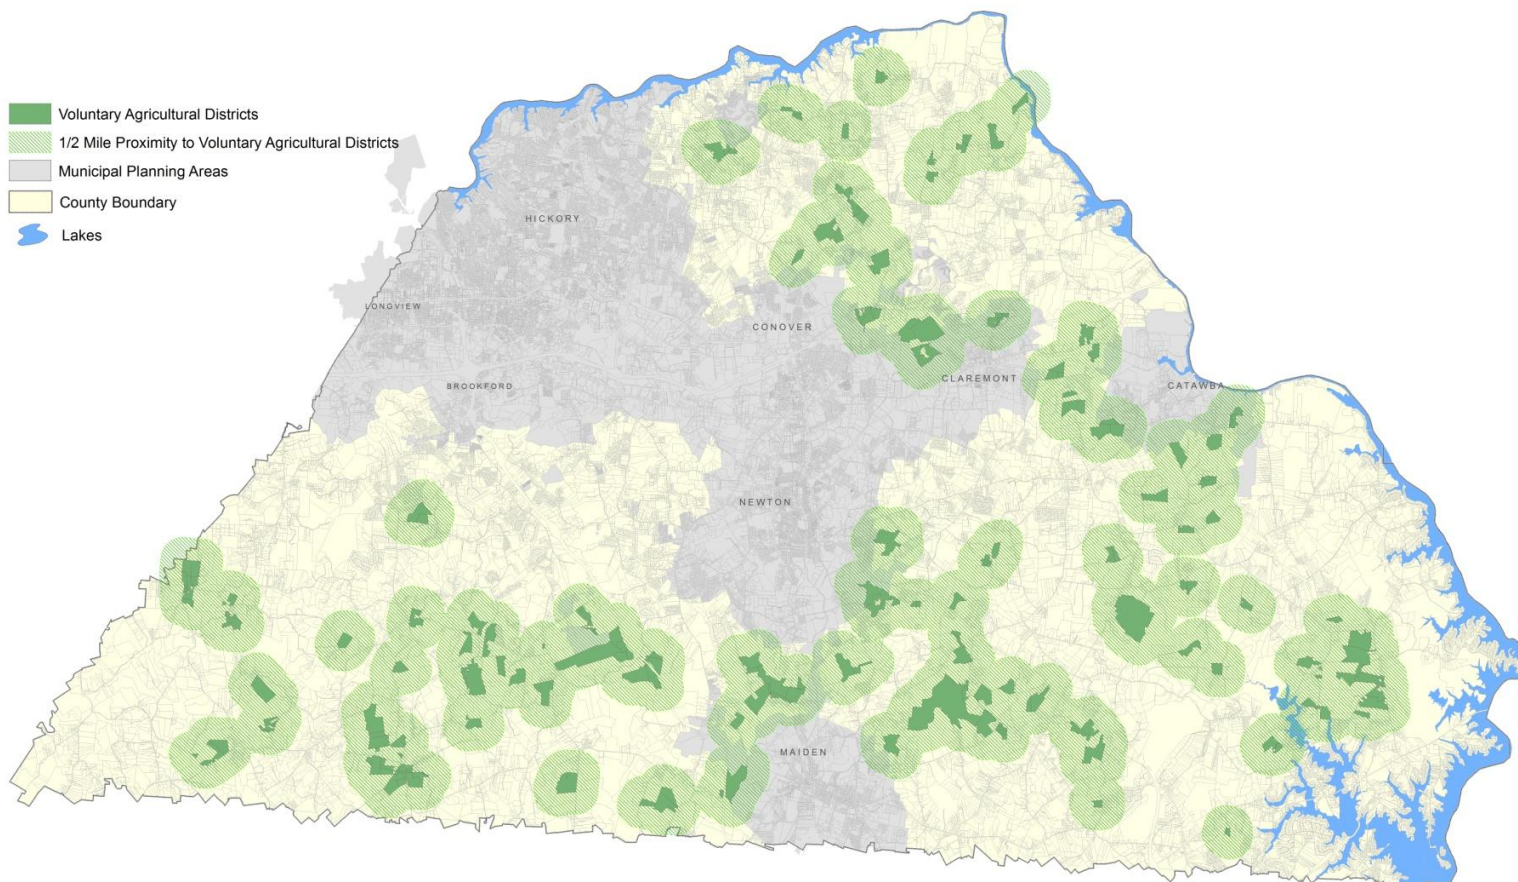 Voluntary Agricultural Districts
1/2 Mile Proximity to Voluntary Agricultural Districts
Municipal Planning Areas
County Boundary
Lakes
HICKORY
LONGVIEW
CONOVER
BROOKFORD
CLAREMONT
CATAWBA
NEWTON
MAIDEN